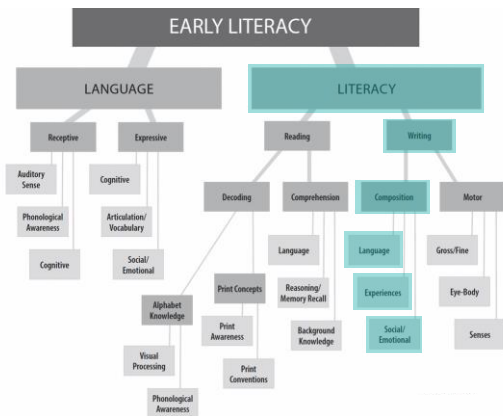 EARLY LITERACY
LANGUAGE
LITERACY
Receptive
Expressive
Reading
Writing
Auditory
Sense
Cognitive
Phonological
Awareness
Articulation/
Vocabulary
Cognitive
Social/
Emotional
Decoding
Comprehension
Composition
Motor
Language
Language
Gross/Fine
Alphabet
Knowledge
Print Concepts
Reasoning/
Memory Recall
Experiences
Eye-Body
Print
Awareness
Background
Knowledge
Social/
Emotional
Senses
Visual
Processing
Print
Conventions
Phonological
Awareness